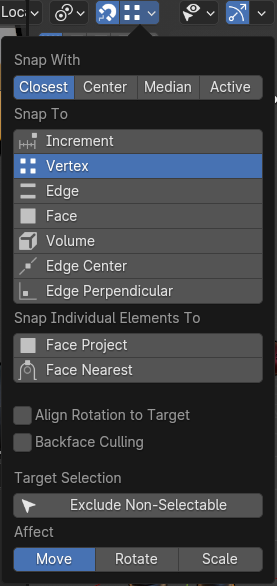 Loca
Snap With
Closest Center Median Active
Snap To
Increment
Vertex
Edge
Face
Volume
Edge Center
Edge Perpendicular
Snap Individual Elements To
Face Project
Face Nearest
Align Rotation to Target
Backface Culling
Target Selection
Exclude Non-Selectable
Affect
Move Rotate Scale